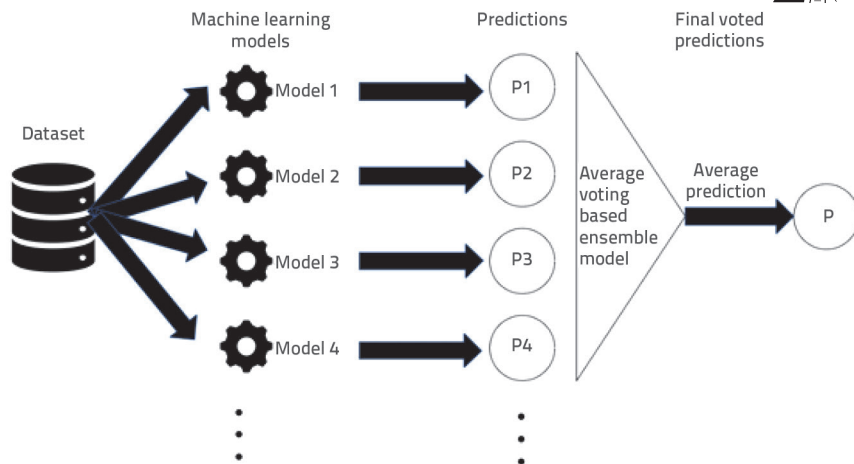 Machine learning
models
Predictions
Final voted
predictions
Dataset
Model 1
P1
Model 2
P2
Model 3
P3
Model 4
P4
Average
voting
based
ensemble
model
Average
prediction
P